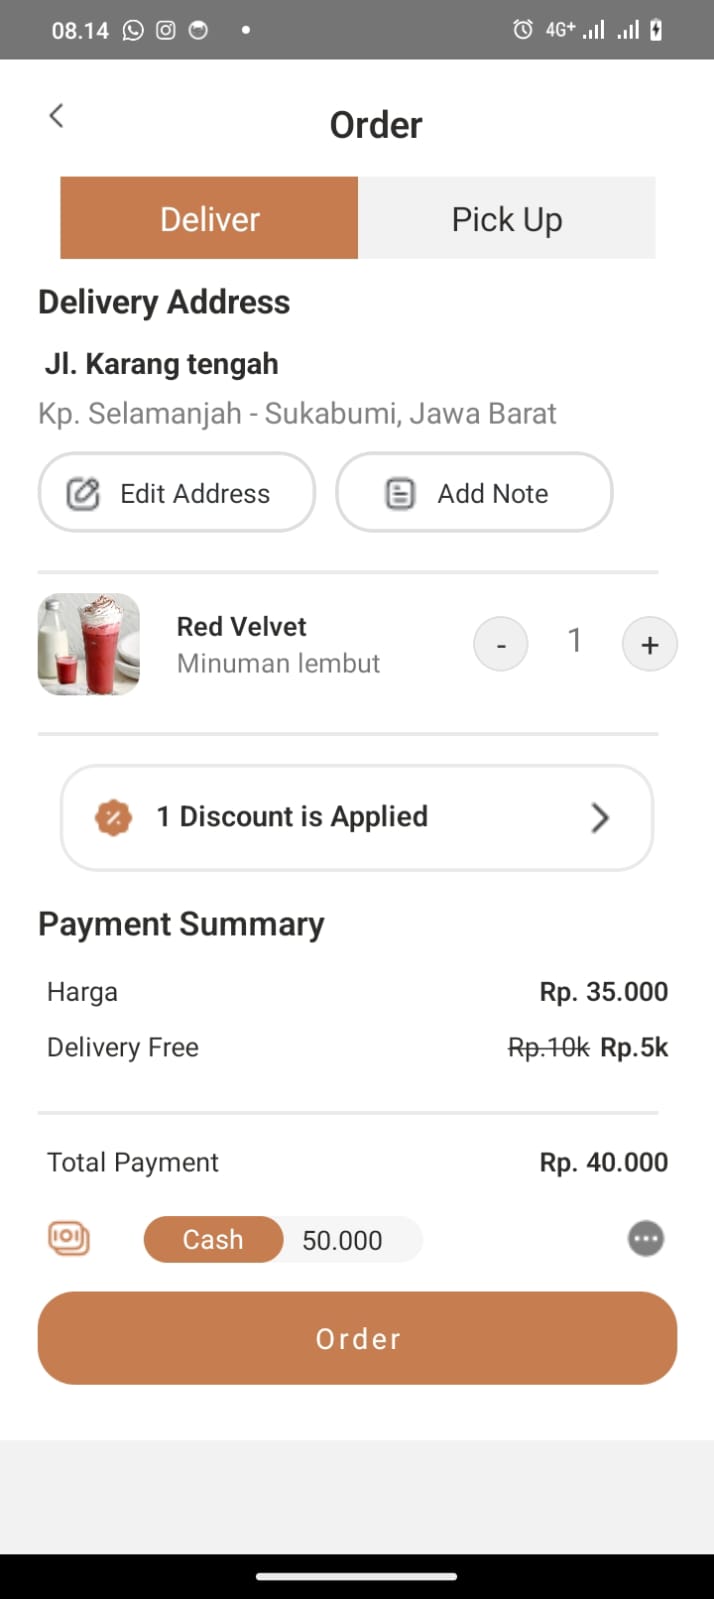 08.14 4G+
Order
Deliver Pick Up
Delivery Address
Jl. Karang tengah
Kp. Selamanjah - Sukabumi, Jawa Barat
Edit Address Add Note
Red Velvet
Minuman lembut
- 1 +
1 Discount is Applied
Payment Summary
Harga Rp. 35.000
Delivery Free Rp.10k Rp.5k
Total Payment Rp. 40.000
Cash 50.000
Order